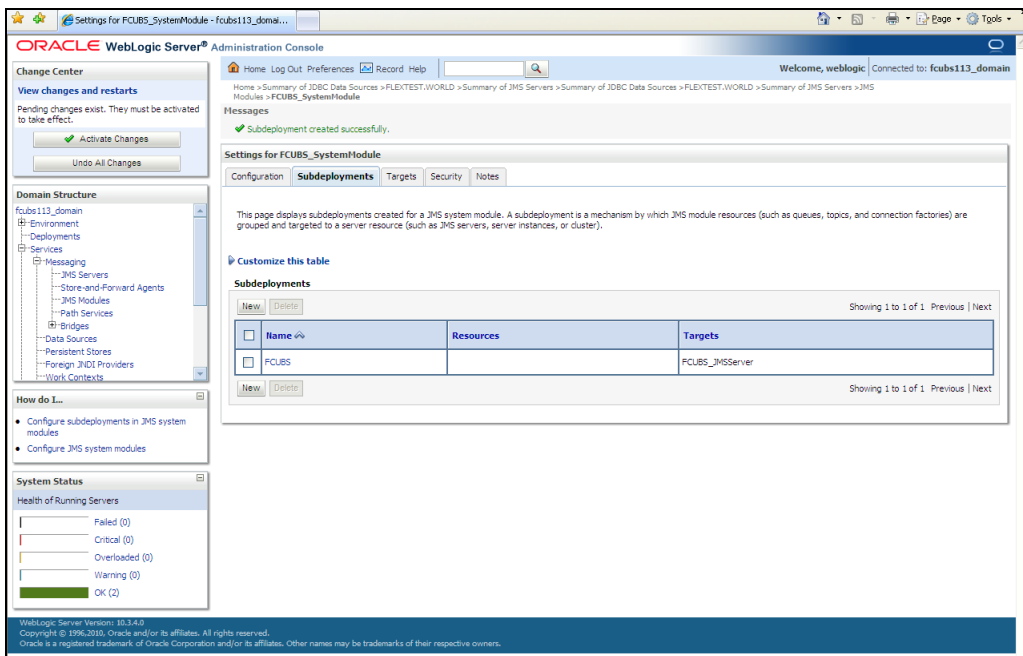 Settings for FCUBS_SystemModule - fcubs113_domai...
Page
Tools
ORACLE WebLogic Server® Administration Console
Change Center
View changes and restarts
Pending changes exist. They must be activated
to take effect.
Activate Changes
Undo All Changes
Domain Structure
fcubs113_domain
Environment
Deployments
Services
Messaging
JMS Servers
Store-and-Forward Agents
JMS Modules
Path Services
Bridges
Data Sources
Persistent Stores
Foreign JNDI Providers
Work Contexts
How do I...
Configure subdeployments in JMS system
modules
Configure JMS system modules
System Status
Health of Running Servers
Failed (0)
Critical (0)
Overloaded (0)
Warning (0)
OK (2)
Home Log Out Preferences Record Help
Welcome, weblogic Connected to: fcubs113_domain
Home >Summary of JDBC Data Sources >FLEXTEST.WORLD >Summary of JMS Servers >Summary of JDBC Data Sources >FLEXTEST.WORLD >Summary of JMS Servers >JMS
Modules >FCUBS_SystemModule
Messages
Subdeployment created successfully.
Settings for FCUBS_SystemModule
Configuration Subdeployments Targets Security Notes
This page displays subdeployments created for a JMS system module. A subdeployment is a mechanism by which JMS module resources (such as queues, topics, and connection factories) are
grouped and targeted to a server resource (such as JMS servers, server instances, or cluster).
Customize this table
Subdeployments
New Delete Showing 1 to 1 of 1 Previous | Next
Name Resources Targets
FCUBS FCUBS_JMSServer
New Delete Showing 1 to 1 of 1 Previous | Next
WebLogic Server Version: 10.3.4.0
Copyright © 1996,2010, Oracle and/or its affiliates. All rights reserved.
Oracle is a registered trademark of Oracle Corporation and/or its affiliates. Other names may be trademarks of their respective owners.